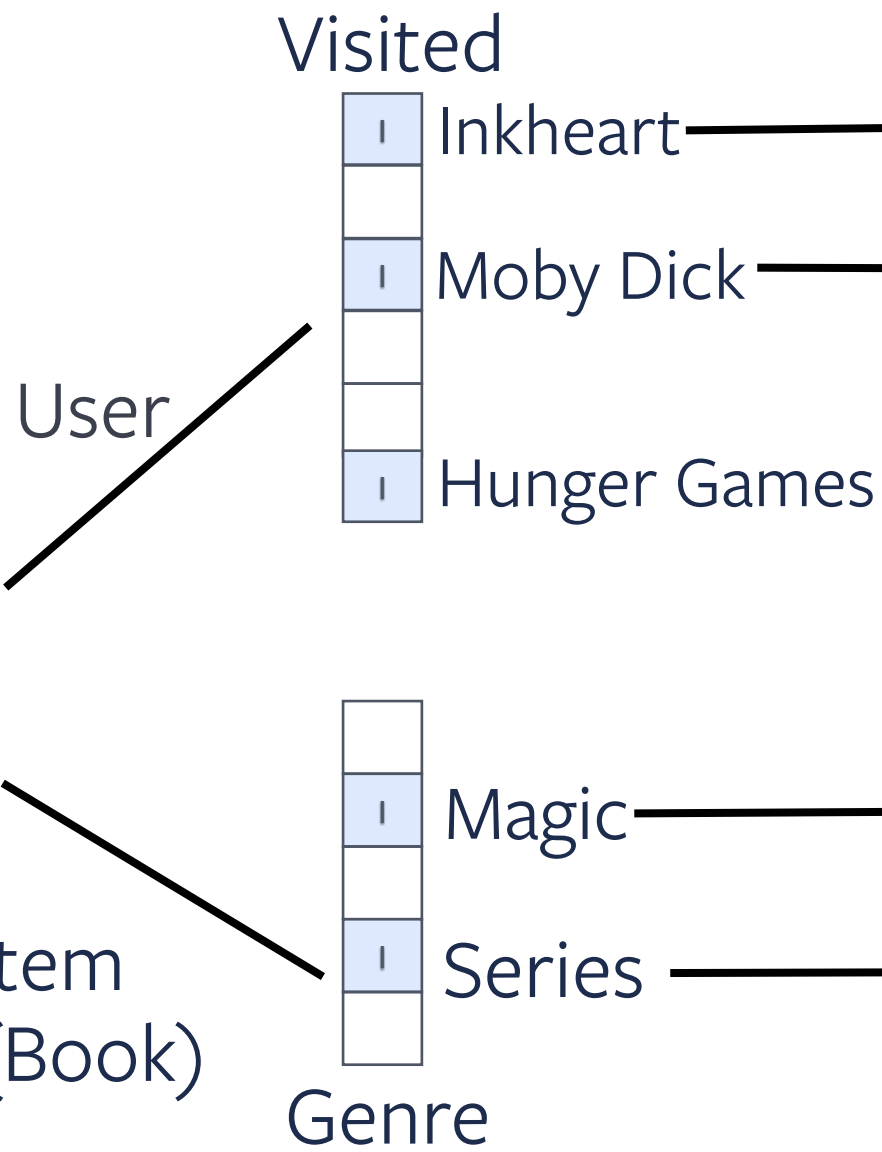 Visited
I Inkheart
I Moby Dick
User
I Hunger Games
I Magic
I Series
tem
(Book)
Genre